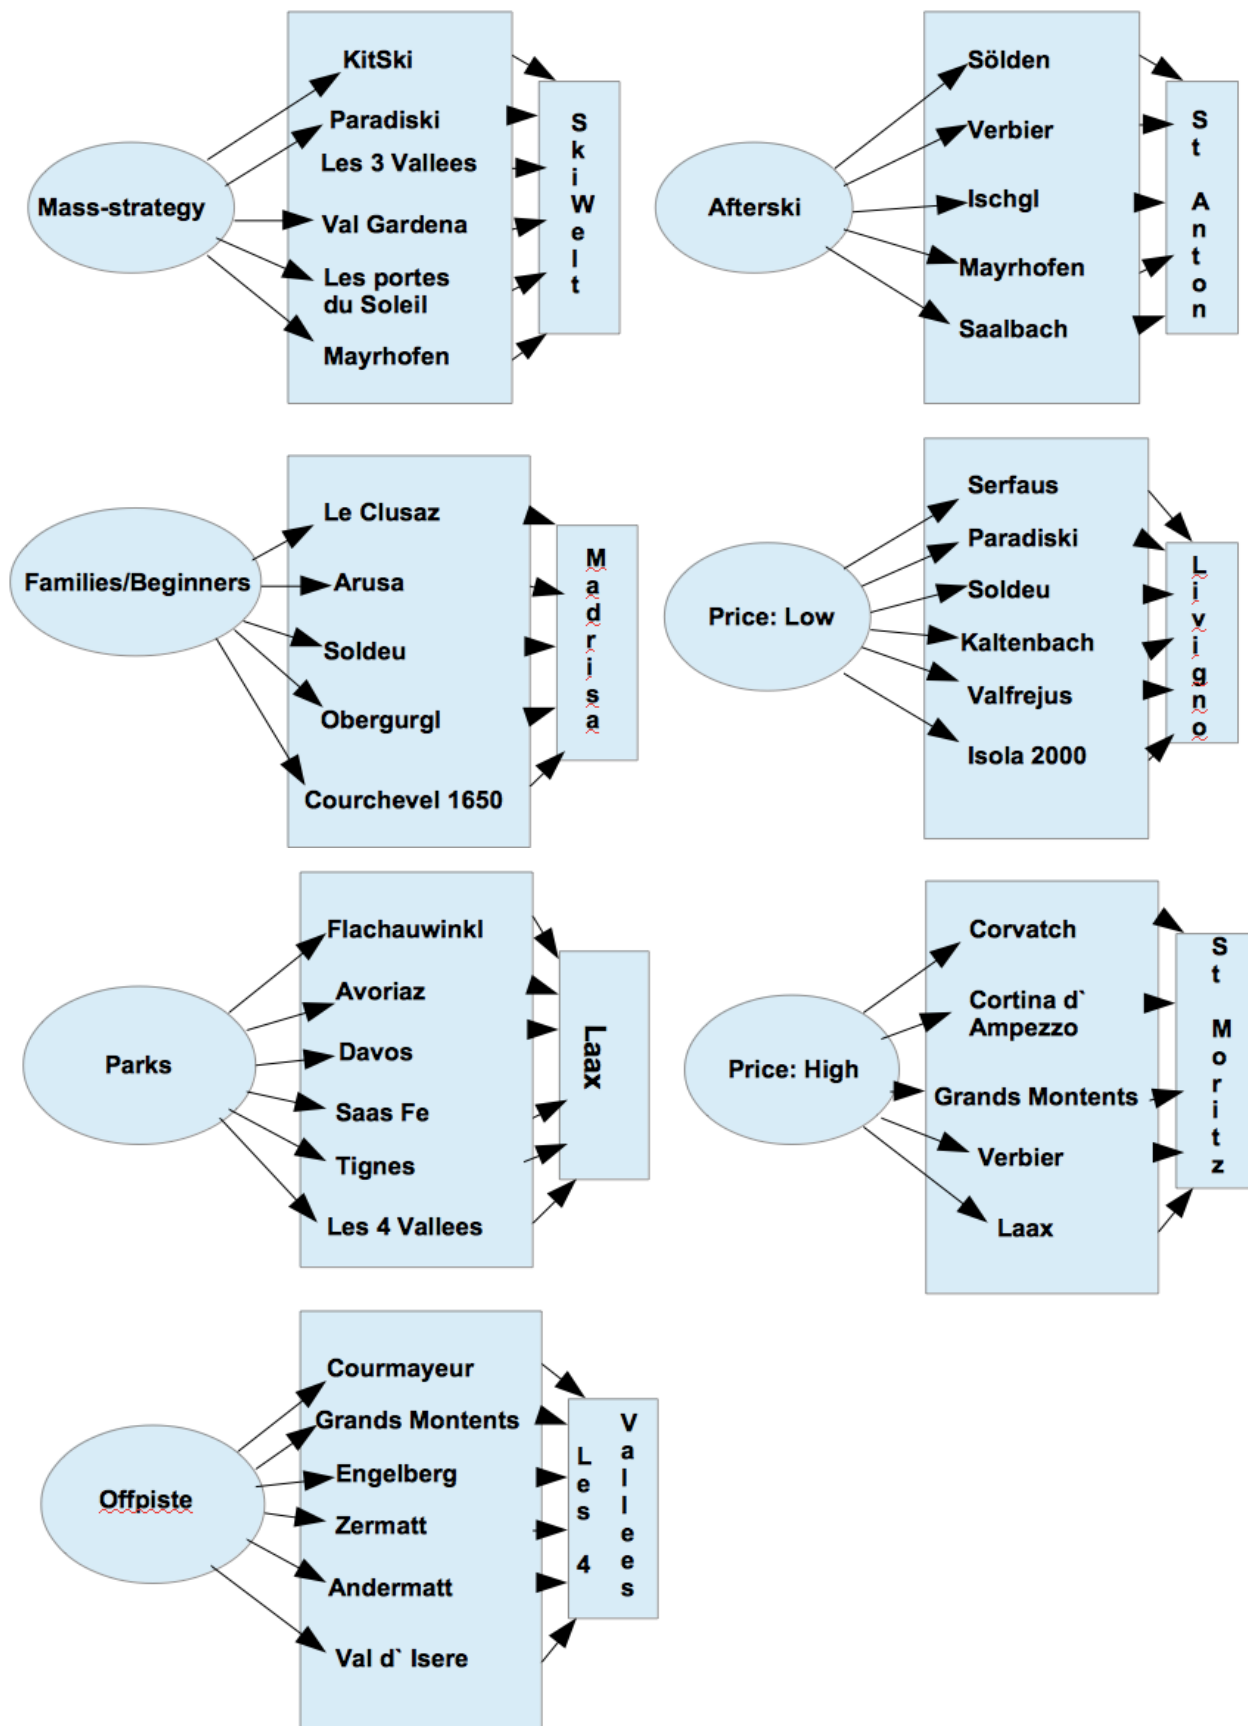 Mass-strategy
KitSki
Paradiski
Les 3 Vallees
Val Gardena
Les portes
du Soleil
Mayrhofen
SkiWelt
Afterski
Sölden
Verbier
Ischgl
Mayrhofen
Saalbach
St Anton
Families/Beginners
Le Clusaz
Arusa
Soldeu
Obergurgl
Courchevel 1650
Madrisa
Price: Low
Serfaus
Paradiski
Soldeu
Kaltenbach
Valfrejus
Isola 2000
Livigno
Parks
Flachauwinkl
Avoriaz
Davos
Saas Fe
Tignes
Les 4 Vallees
Laax
Price: High
Corvatch
Cortina d`
Ampezzo
Grands Montents
Verbier
Laax
St Moritz
Offpiste
Courmayeur
Grands Montents
Engelberg
Zermatt
Andermatt
Val d` Isere
Les 4
Vallees